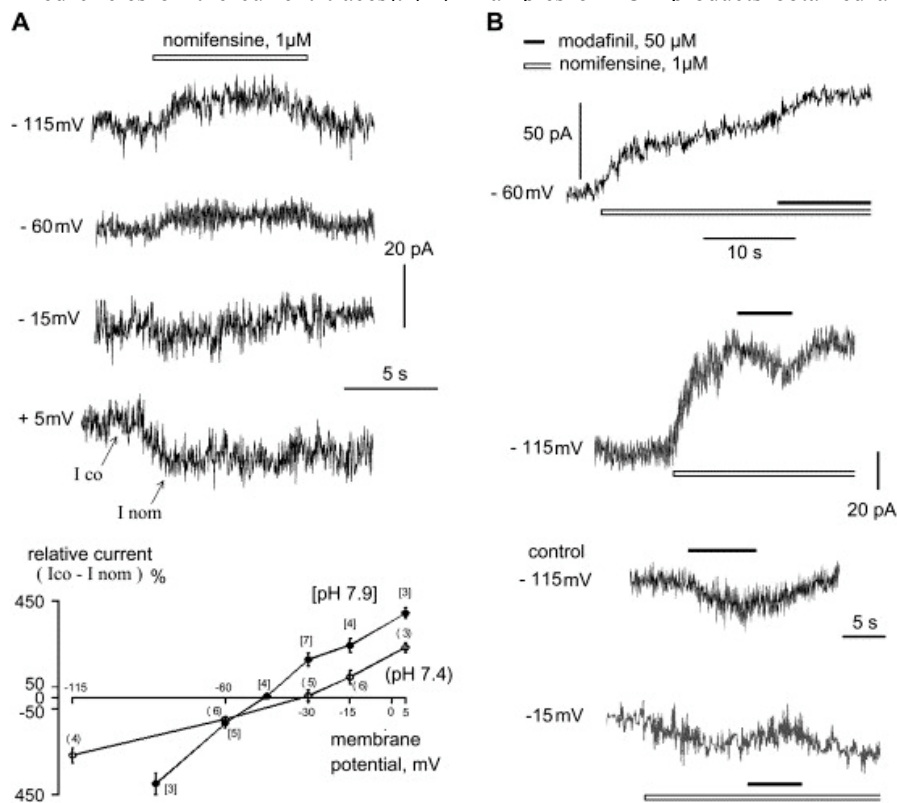 A
nomifensine, 1µM
- 115mV
- 60mV
- 15mV
20 pA
5 s
+ 5mV
I co
I nom
relative current
( Ico - I nom ) %
450
[pH 7.9]
[3]
[7]
[4]
( 3)
50
-115
-60
[4]
( 5)
( 6)
(pH 7.4)
0
-50
( 6)
[5]
-30
-15
0
5
( 4)
membrane
potential, mV
[3]
450
B
modafinil, 50 µM
nomifensine, 1µM
50 pA
- 60mV
10 s
- 115mV
20 pA
control
- 115mV
5 s
-15mV